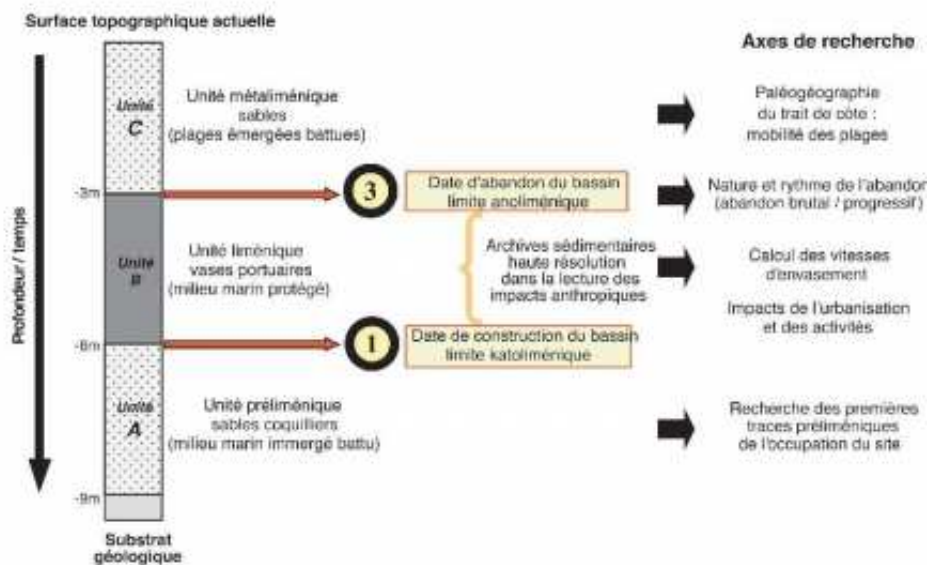 Surface topographique actuelle
Axes de recherche
Profondeur / temps
Unité
C
Unité métaliménique
sables
(plages émergées battues)
Paléogéographie
du trait de côte :
mobilité des plages
-3m
3
Date d'abandon du bassin
limite anoliménique
Nature et rythme de l'abandon
(abandon brutal / progressif)
Unité
B
Unité liménique
vases portuaires
(milieu marin protégé)
Archives sédimentaires
haute résolution
dans la lecture des
impacts anthropiques
Calcul des vitesses
d'envasement
Impacts de l'urbanisation
et des activités
-6m
1
Date de construction du bassin
limite katoliménique
Unité
A
Unité préliménique
sables coquilliers
(milieu marin immergé battu)
Recherche des premières
traces préliméniques
de l'occupation du site
-9m
Substrat
géologique